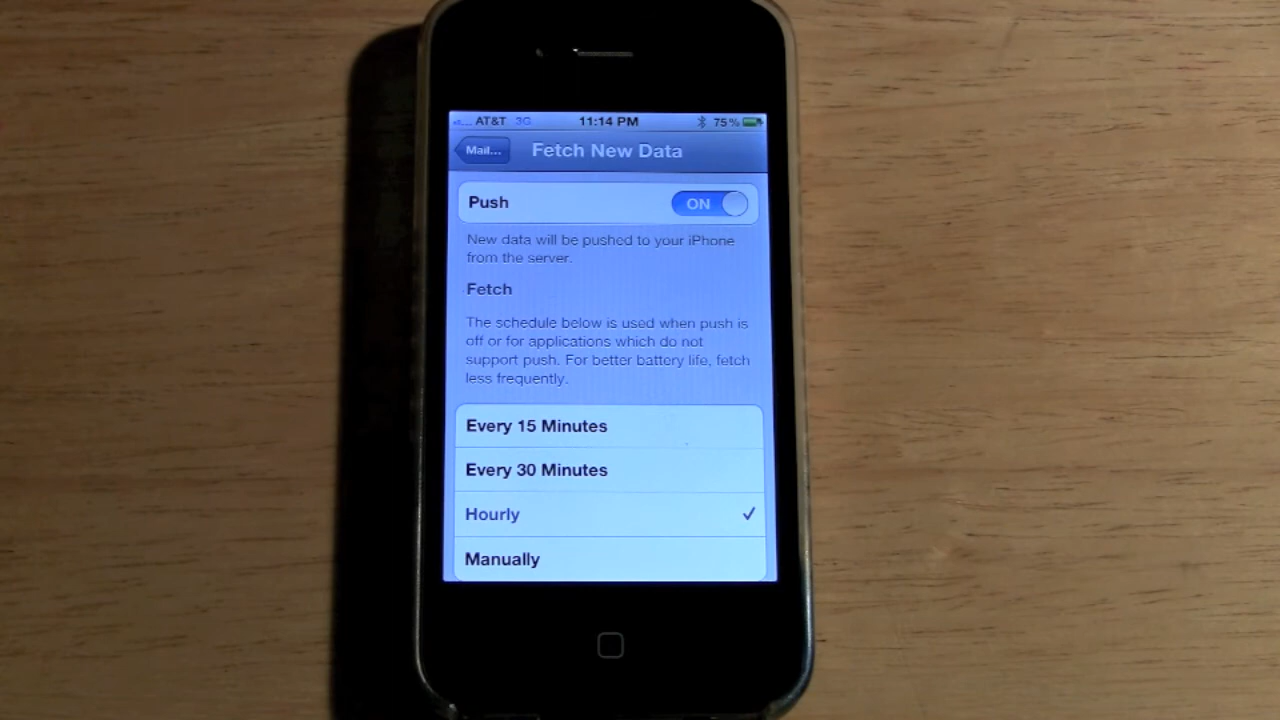 AT&T 3G 11:14 PM 75%
Mail... Fetch New Data
Push ON
New data will be pushed to your iPhone
from the server.
Fetch
The schedule below is used when push is
off or for applications which do not
support push. For better battery life, fetch
less frequently.
Every 15 Minutes
Every 30 Minutes
Hourly
Manually